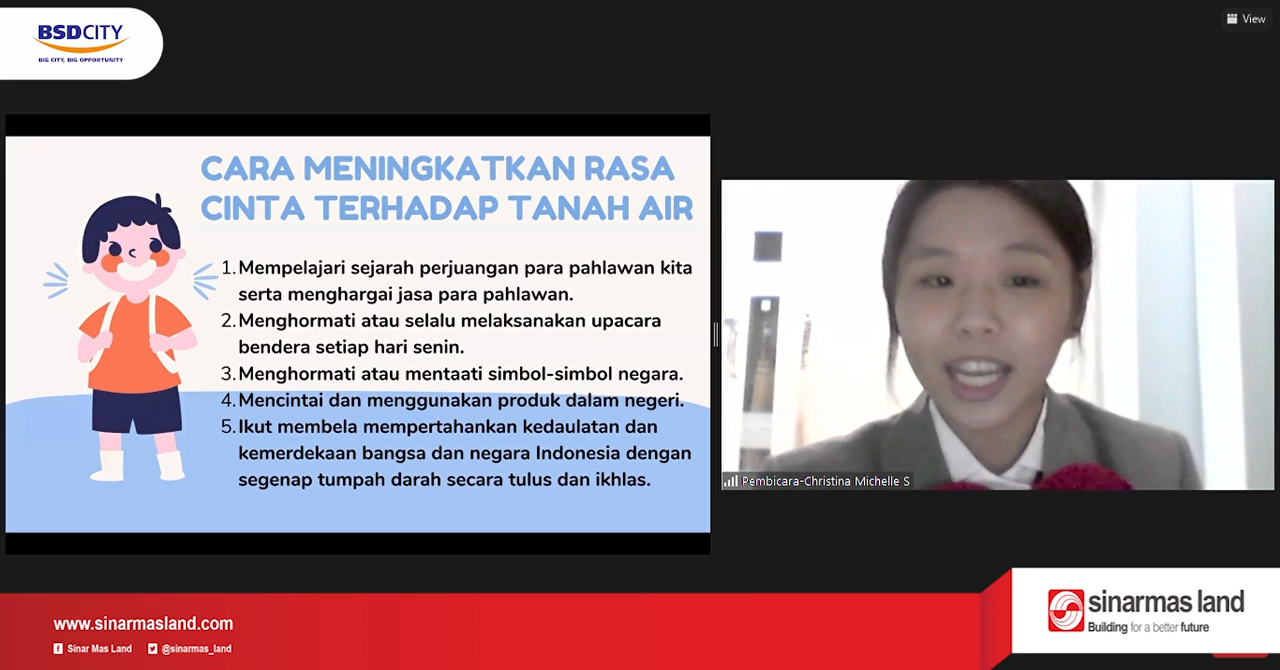 BSDCITY
BIG CITY, BIG OPPORTUNITY
View
CARA MENINGKATKAN RASA
CINTA TERHADAP TANAH AIR
1. Mempelajari sejarah perjuangan para pahlawan kita
serta menghargai jasa para pahlawan.
2. Menghormati atau selalu melaksanakan upacara
bendera setiap hari senin.
3. Menghormati atau mentaati simbol-simbol negara.
4. Mencintai dan menggunakan produk dalam negeri.
5. Ikut membela mempertahankan kedaulatan dan
kemerdekaan bangsa dan negara Indonesia dengan
segenap tumpah darah secara tulus dan ikhlas.
Pembicara-Christina Michelle S
www.sinarmasland.com
Sinar Mas Land @sinarmas_land
sinarmas land
Building for a better future